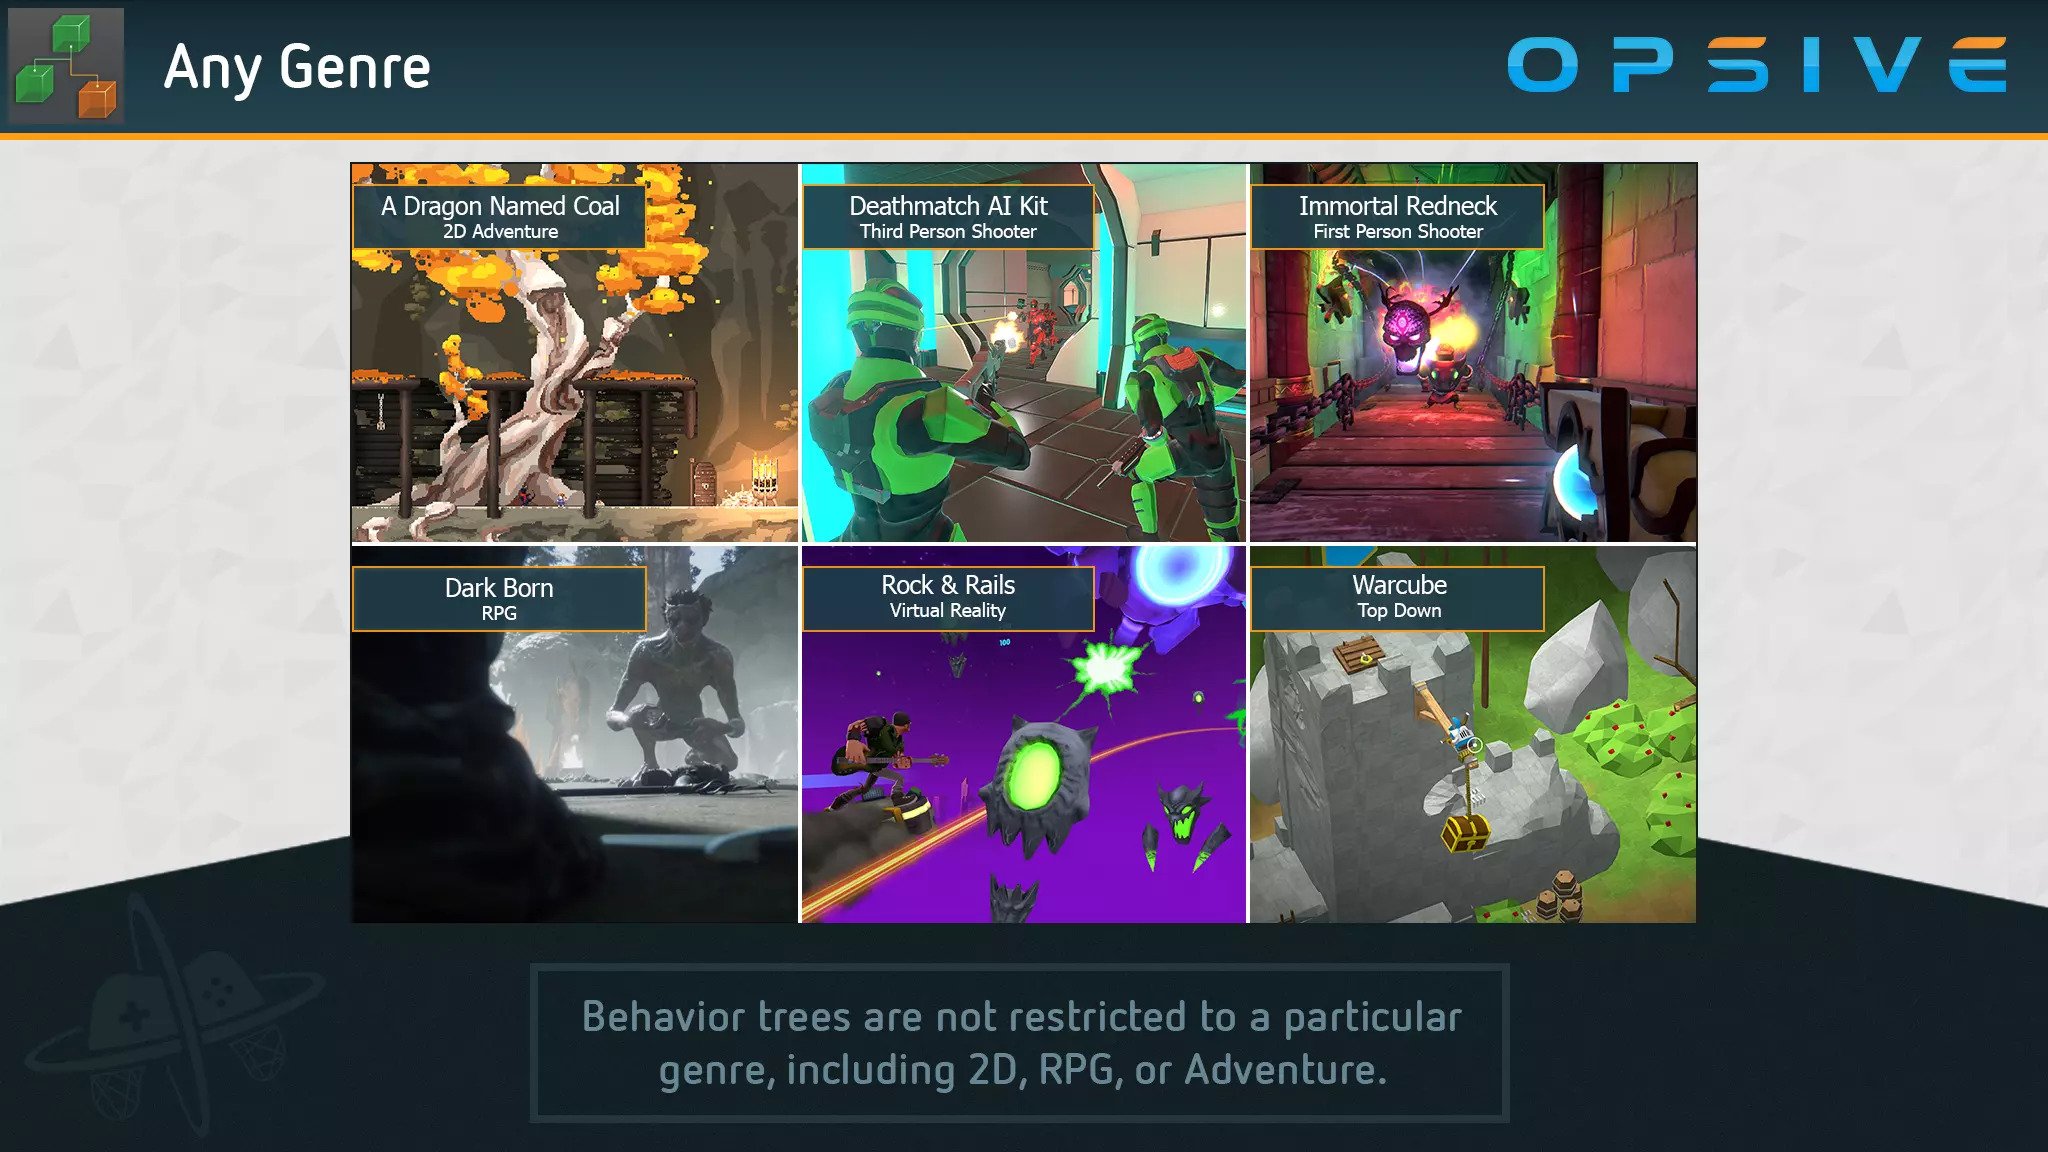 Any Genre
OPSIVE
A Dragon Named Coal
2D Adventure
Deathmatch AI Kit
Third Person Shooter
Immortal Redneck
First Person Shooter
Dark Born
RPG
Rock & Rails
Virtual Reality
100
Warcube
Top Down
Behavior trees are not restricted to a particular
genre, including 2D, RPG, or Adventure.